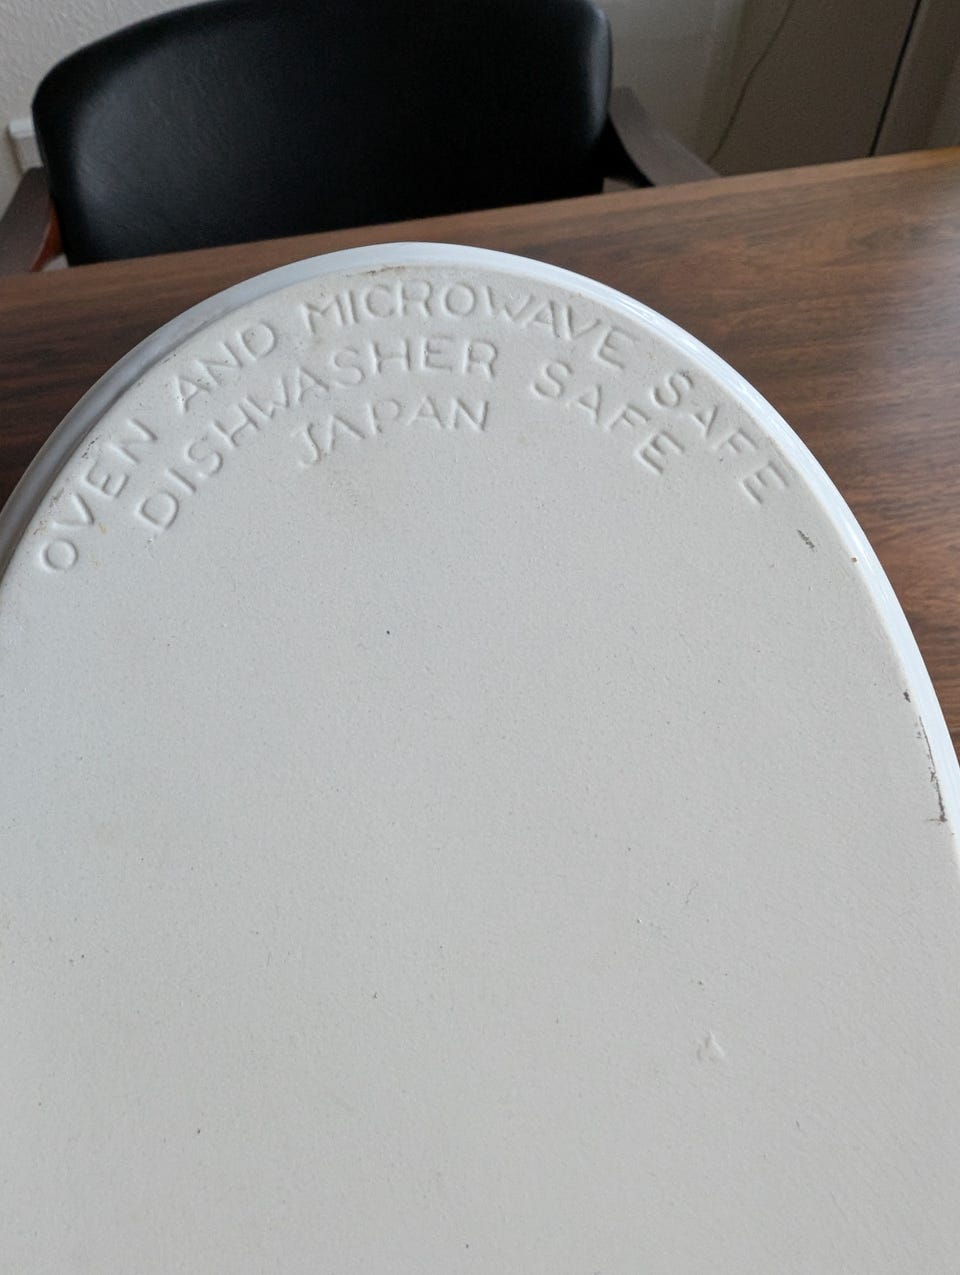 OVEN AND MICROWAVE SAFE
DISHWASHER SAFE
JAPAN